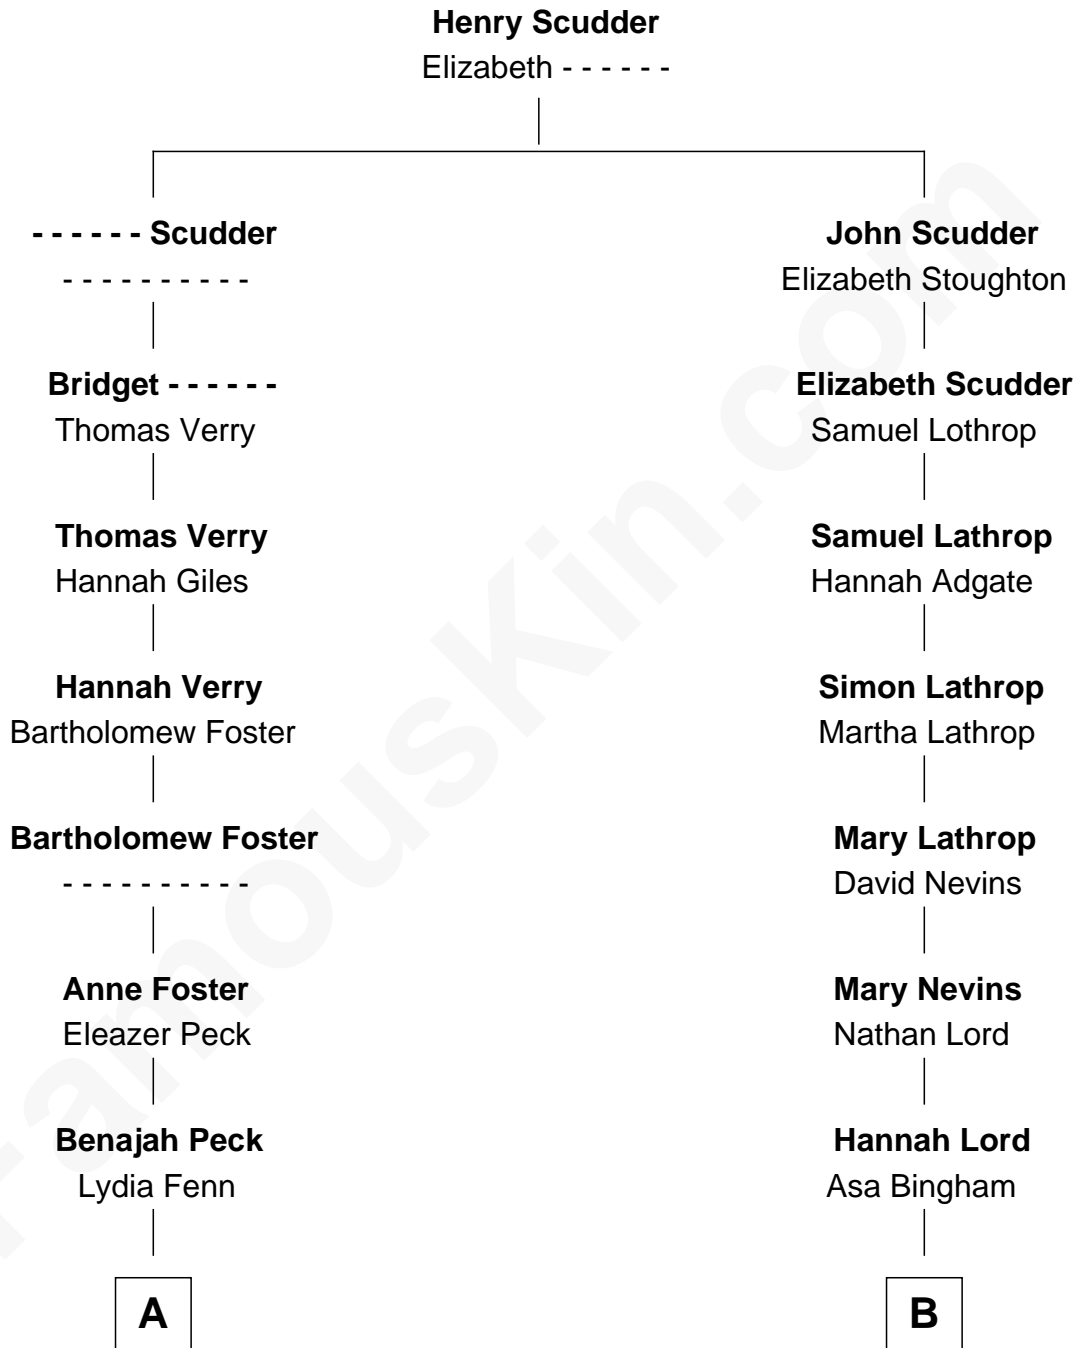 Henry Scudder
Elizabeth - - - - - -
- - - - - - Scudder
- - - - - - - - - -
John Scudder
Elizabeth Stoughton
Bridget - - - - - -
Thomas Verry
Elizabeth Scudder
Samuel Lothrop
Thomas Verry
Hannah Giles
Samuel Lathrop
Hannah Adgate
Hannah Verry
Bartholomew Foster
Simon Lathrop
Martha Lathrop
Bartholomew Foster
- - - - - - - - - -
Mary Lathrop
David Nevins
Anne Foster
Eleazer Peck
Mary Nevins
Nathan Lord
Benajah Peck
Lydia Fenn
Hannah Lord
Asa Bingham
A
B
FamousKin.com